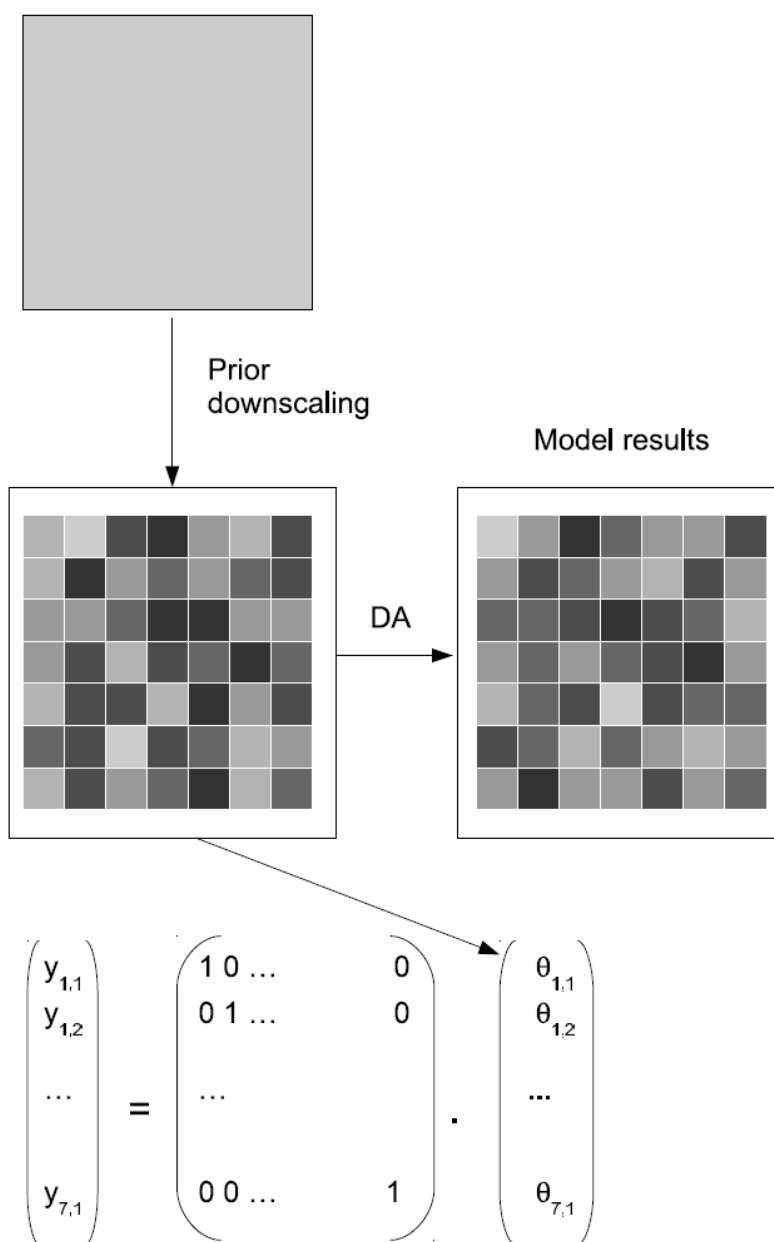 Prior
downscaling
Model results
DA
y1,1 1 0 ... 0 θ1,1
y1,2 0 1 ... 0 θ1,2
... = ... . ...
y7,1 0 0 ... 1 θ7,1